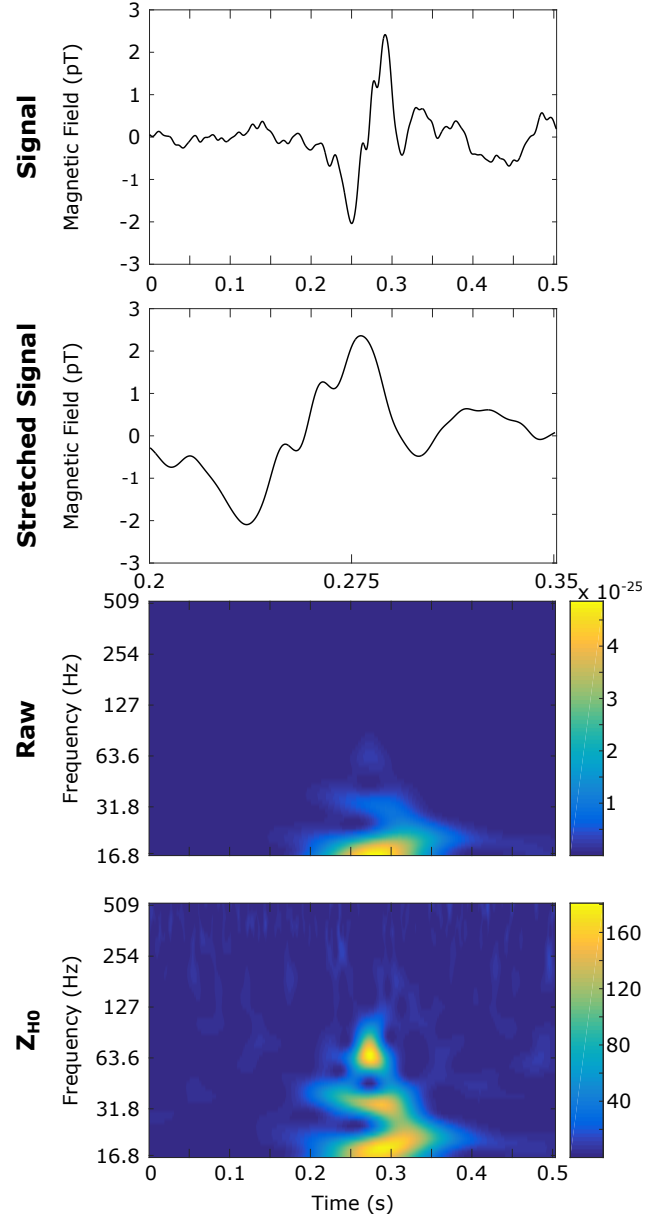 Signal
Magnetic Field (pT)
3
2
1
0
-1
-2
-3
0 0.1 0.2 0.3 0.4 0.5
Stretched Signal
Magnetic Field (pT)
3
2
1
0
-1
-2
-3
0.2 0.275 0.35
Raw
Frequency (Hz)
509
254
127
63.6
31.8
16.8
x 10-25
4
3
2
1
ZH0
Frequency (Hz)
509
254
127
63.6
31.8
16.8
0 0.1 0.2 0.3 0.4 0.5
Time (s)
160
120
80
40